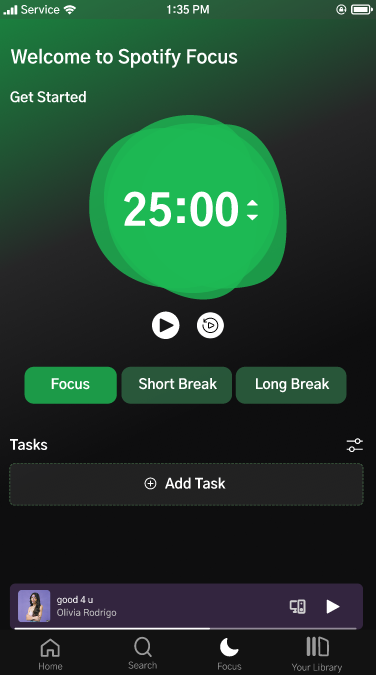 Service 1:35 PM
Welcome to Spotify Focus
Get Started
25:00
Focus Short Break Long Break
Tasks
Add Task
good 4 u
Olivia Rodrigo
Home Search Focus Your Library